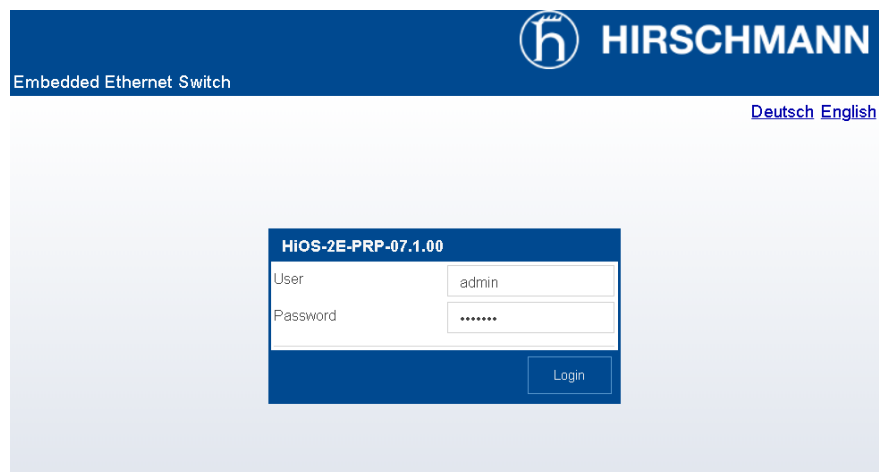 HIRSCHMANN
Embedded Ethernet Switch
Deutsch English
HiOS-2E-PRP-07.1.00
User admin
Password •••••••
Login